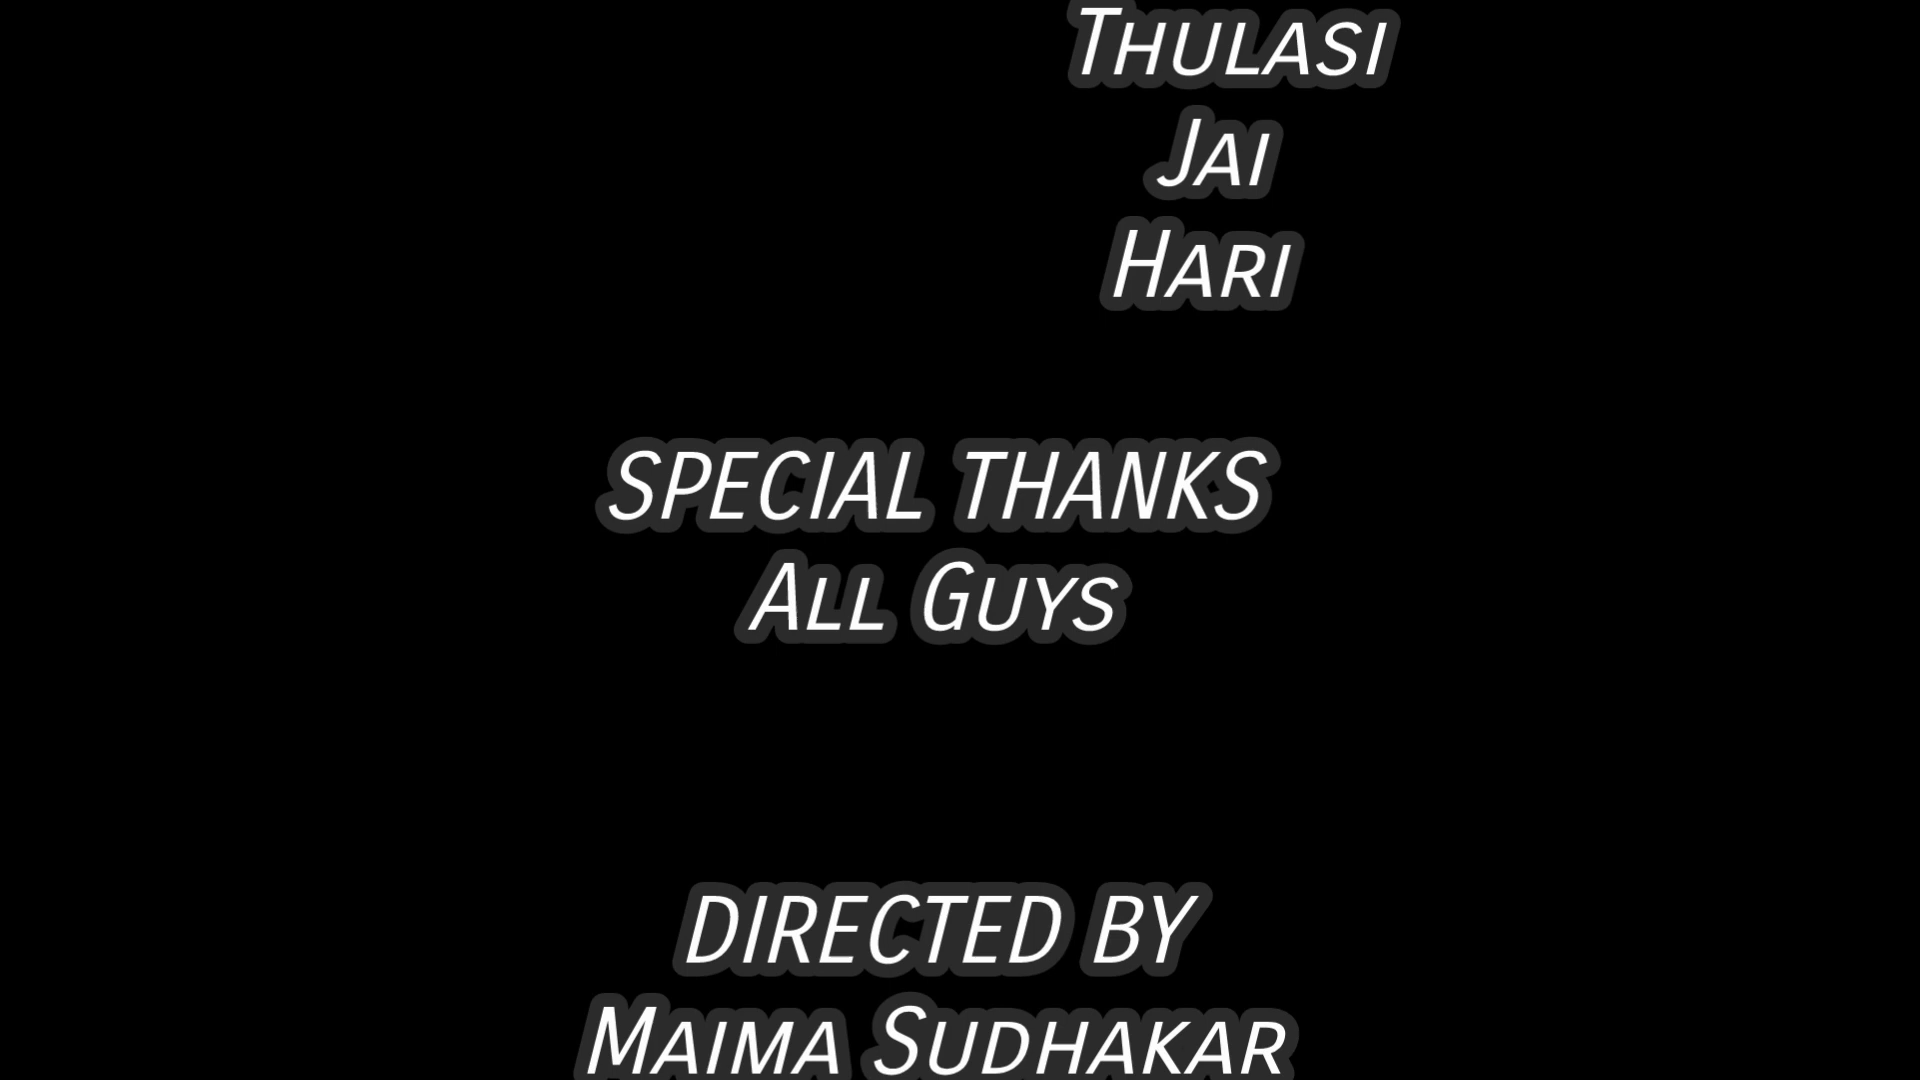 Thulasi
Jai
Hari
SPECIAL THANKS
All Guys
DIRECTED BY
Maima Sudhakar